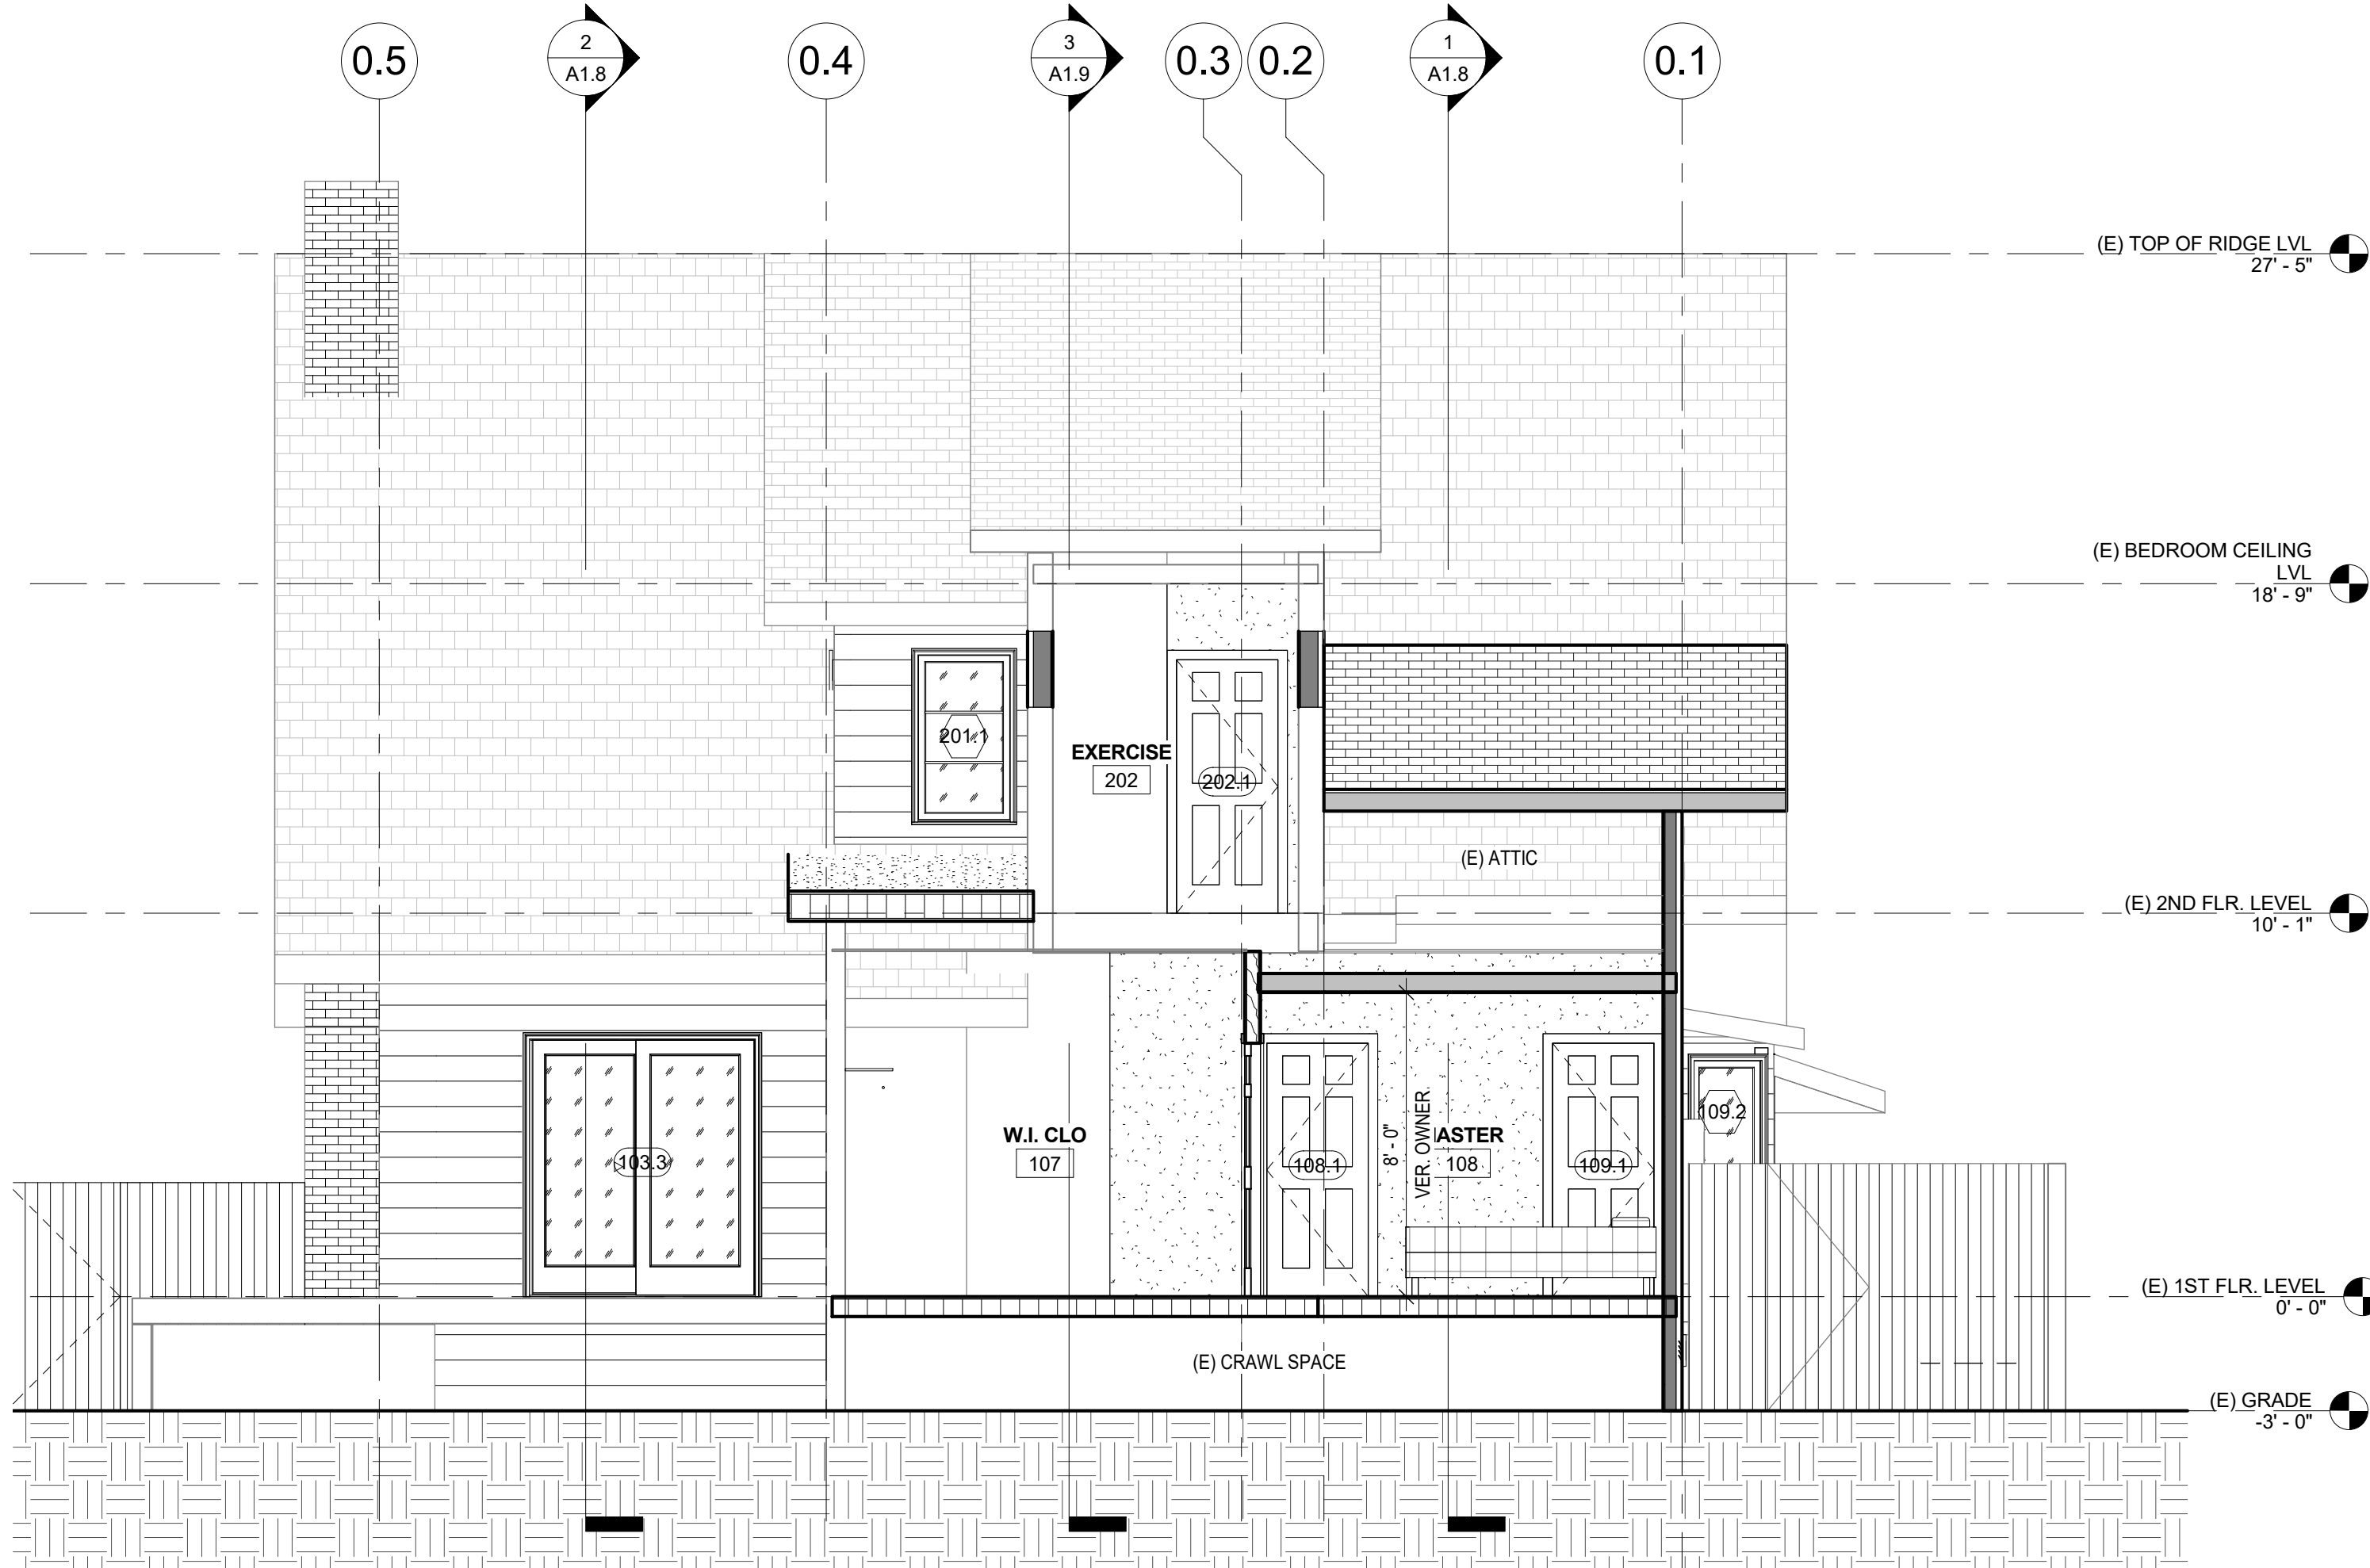 0.5
2
A1.8
0.4
3
A1.9
0.3
0.2
1
A1.8
0.1
(E) TOP OF RIDGE LVL
27' - 5"
(E) BEDROOM CEILING
LVL
18' - 9"
201.1
EXERCISE
202
202.1
(E) ATTIC
(E) 2ND FLR. LEVEL
10' - 1"
103.3
W.I. CLO
107
108.1
8' - 0"
VER. OWNER
ASTER
108
109.1
109.2
(E) 1ST FLR. LEVEL
0' - 0"
(E) CRAWL SPACE
(E) GRADE
-3' - 0"